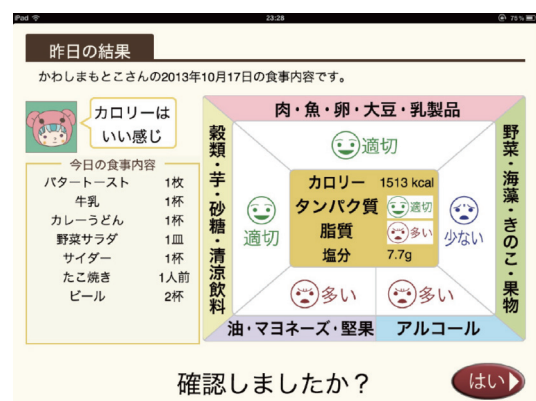 iPad 23:28 75%
昨日の結果
かわしまもとこさんの2013年10月17日の食事内容です。
カロリーは
いい感じ
今日の食事内容
バタートースト 1枚
牛乳 1杯
カレーうどん 1杯
野菜サラダ 1皿
サイダー 1杯
たこ焼き 1人前
ビール 2杯
肉・魚・卵・大豆・乳製品
適切
穀類・芋・砂糖・清涼飲料
適切
カロリー 1513 kcal
タンパク質 適切
脂質 多い
塩分 7.7g
少ない
野菜・海藻・きのこ・果物
多い
多い
油・マヨネーズ・堅果
アルコール
確認しましたか？
はい